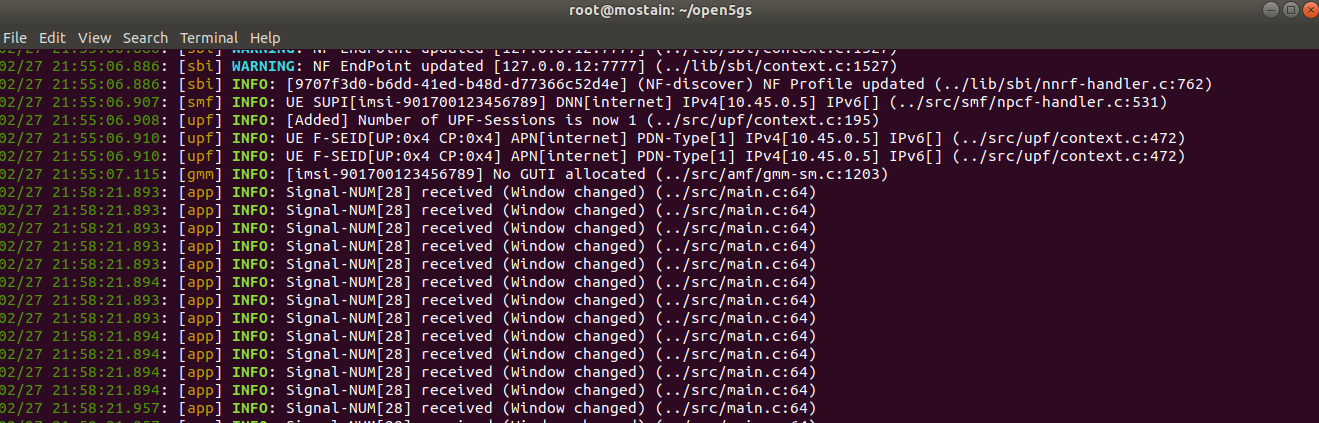 root@mostain: ~/open5gs
File Edit View Search Terminal Help
02/27 21:55:06.886: [sbi] WARNING: NF EndPoint updated [127.0.0.12:7777] (../lib/sbi/context.c:1527)
02/27 21:55:06.886: [sbi] WARNING: NF EndPoint updated [127.0.0.12:7777] (../lib/sbi/context.c:1527)
02/27 21:55:06.886: [sbi] INFO: [9707f3d0-b6dd-41ed-b48d-d77366c52d4e] (NF-discover) NF Profile updated (../lib/sbi/nnrf-handler.c:762)
02/27 21:55:06.907: [smf] INFO: UE SUPI[imsi-901700123456789] DNN[internet] IPv4[10.45.0.5] IPv6[] (../src/smf/npcf-handler.c:531)
02/27 21:55:06.908: [upf] INFO: [Added] Number of UPF-Sessions is now 1 (../src/upf/context.c:195)
02/27 21:55:06.910: [upf] INFO: UE F-SEID[UP:0x4 CP:0x4] APN[internet] PDN-Type[1] IPv4[10.45.0.5] IPv6[] (../src/upf/context.c:472)
02/27 21:55:06.910: [upf] INFO: UE F-SEID[UP:0x4 CP:0x4] APN[internet] PDN-Type[1] IPv4[10.45.0.5] IPv6[] (../src/upf/context.c:472)
02/27 21:55:07.115: [gmm] INFO: [imsi-901700123456789] No GUTI allocated (../src/amf/gmm-sm.c:1203)
02/27 21:58:21.893: [app] INFO: Signal-NUM[28] received (Window changed) (../src/main.c:64)
02/27 21:58:21.893: [app] INFO: Signal-NUM[28] received (Window changed) (../src/main.c:64)
02/27 21:58:21.893: [app] INFO: Signal-NUM[28] received (Window changed) (../src/main.c:64)
02/27 21:58:21.893: [app] INFO: Signal-NUM[28] received (Window changed) (../src/main.c:64)
02/27 21:58:21.893: [app] INFO: Signal-NUM[28] received (Window changed) (../src/main.c:64)
02/27 21:58:21.894: [app] INFO: Signal-NUM[28] received (Window changed) (../src/main.c:64)
02/27 21:58:21.893: [app] INFO: Signal-NUM[28] received (Window changed) (../src/main.c:64)
02/27 21:58:21.893: [app] INFO: Signal-NUM[28] received (Window changed) (../src/main.c:64)
02/27 21:58:21.894: [app] INFO: Signal-NUM[28] received (Window changed) (../src/main.c:64)
02/27 21:58:21.894: [app] INFO: Signal-NUM[28] received (Window changed) (../src/main.c:64)
02/27 21:58:21.894: [app] INFO: Signal-NUM[28] received (Window changed) (../src/main.c:64)
02/27 21:58:21.894: [app] INFO: Signal-NUM[28] received (Window changed) (../src/main.c:64)
02/27 21:58:21.957: [app] INFO: Signal-NUM[28] received (Window changed) (../src/main.c:64)